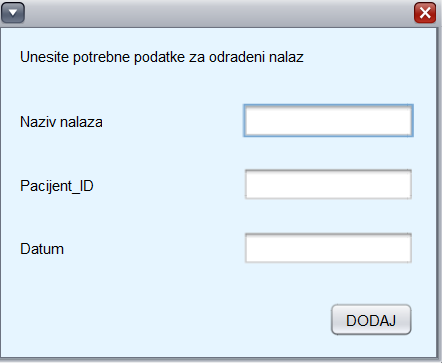 Unesite potrebne podatke za odradeni nalaz
Naziv nalaza
Pacijent_ID
Datum
DODAJ